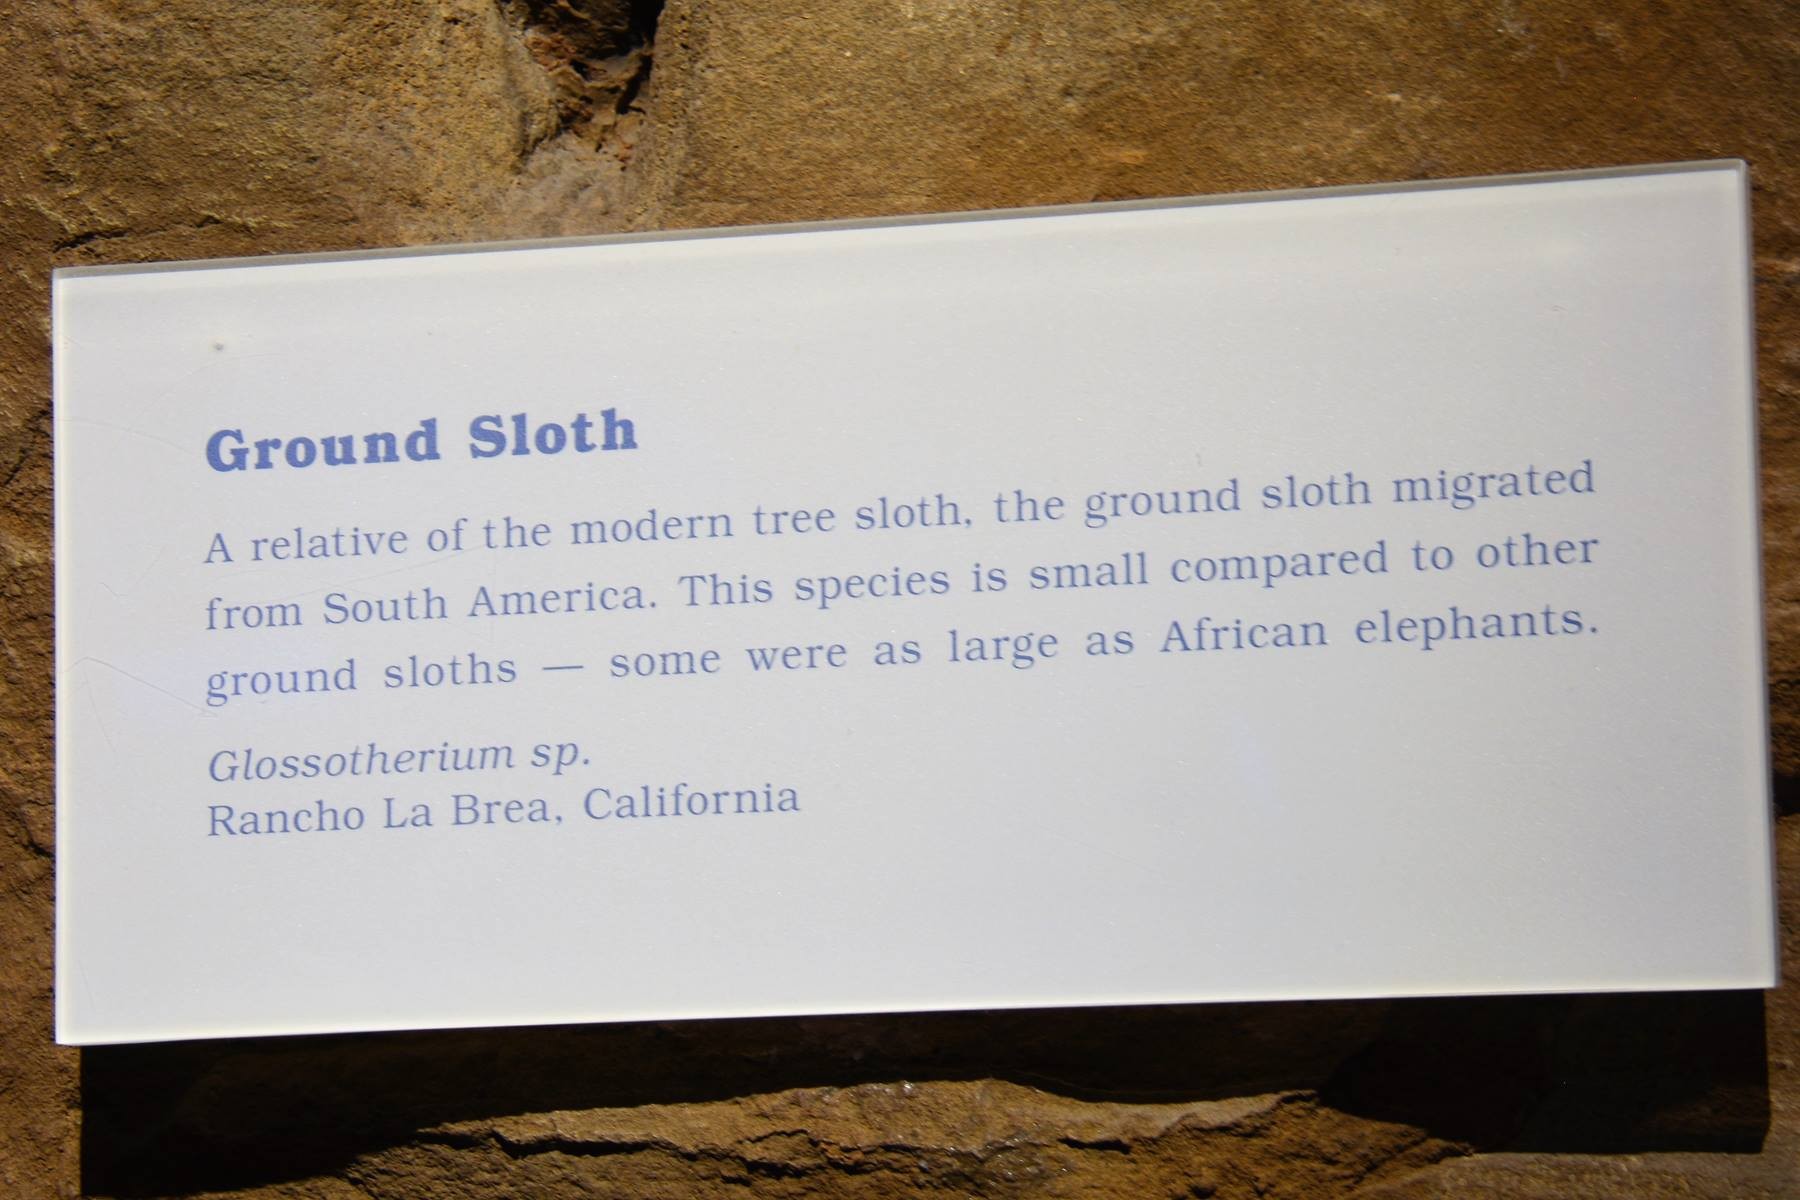 Ground Sloth
A relative of the modern tree sloth, the ground sloth migrated
from South America. This species is small compared to other
ground sloths — some were as large as African elephants.
Glossotherium sp.
Rancho La Brea, California